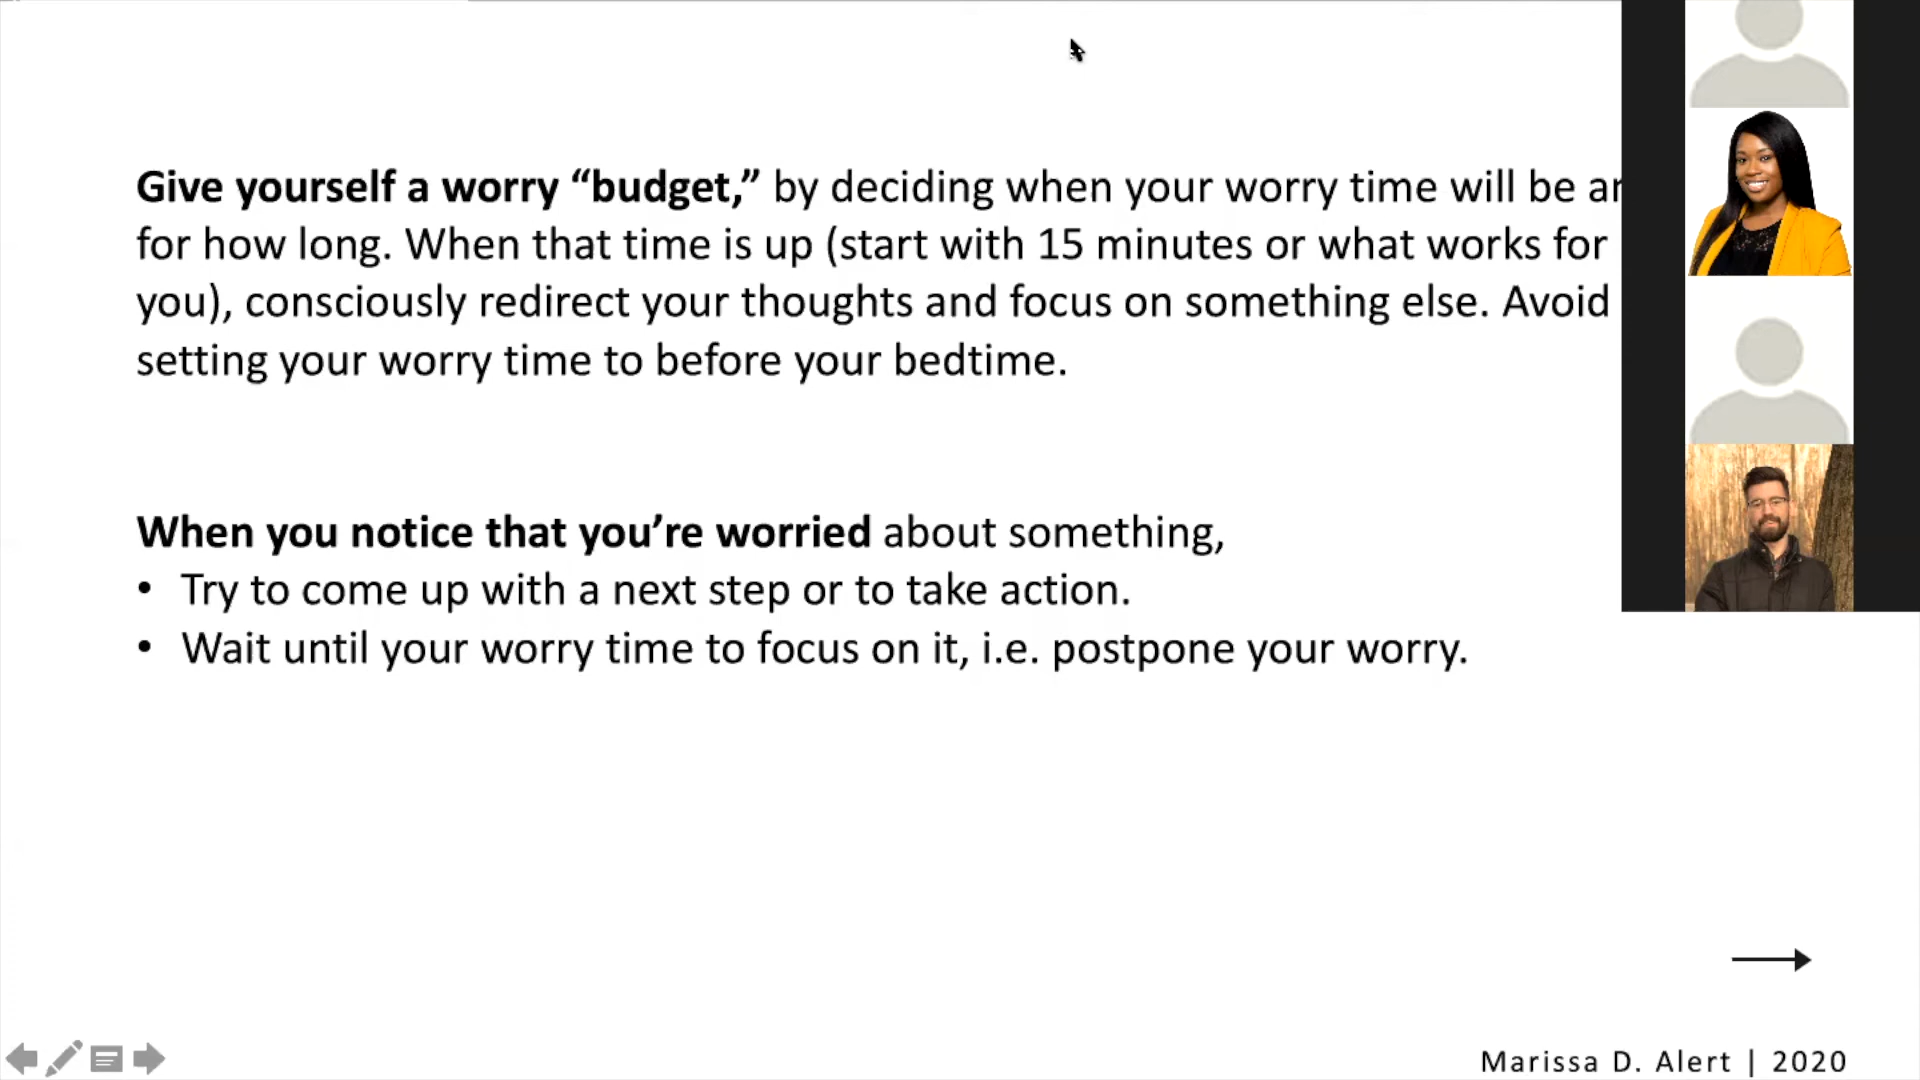 Give yourself a worry “budget,” by deciding when your worry time will be
for how long. When that time is up (start with 15 minutes or what works for
you), consciously redirect your thoughts and focus on something else. Avoid
setting your worry time to before your bedtime.
When you notice that you’re worried about something,
• Try to come up with a next step or to take action.
• Wait until your worry time to focus on it, i.e. postpone your worry.
Marissa D. Alert | 2020